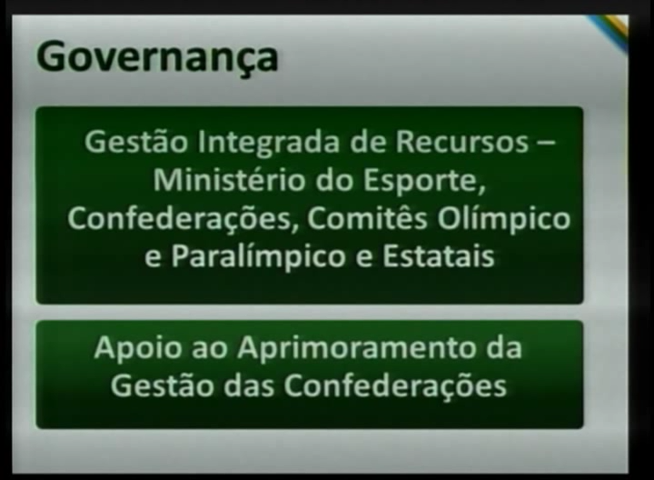 Governança
Gestão Integrada de Recursos –
Ministério do Esporte,
Confederações, Comitês Olímpico
e Paralímpico e Estatais
Apoio ao Aprimoramento da
Gestão das Confederações